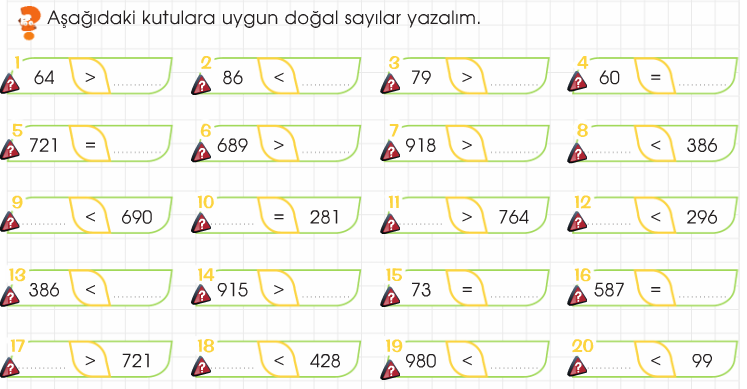 Aşağıdaki kutulara uygun doğal sayılar yazalım.
1 64 > ............ 2 86 < ............ 3 79 > ............ 4 60 = ............
5 721 = ............ 6 689 > ............ 7 918 > ............ 8 ............ < 386
9 ............ < 690 10 ............ = 281 11 ............ > 764 12 ............ < 296
13 386 < ............ 14 915 > ............ 15 73 = ............ 16 587 = ............
17 ............ > 721 18 ............ < 428 19 980 < ............ 20 ............ < 99